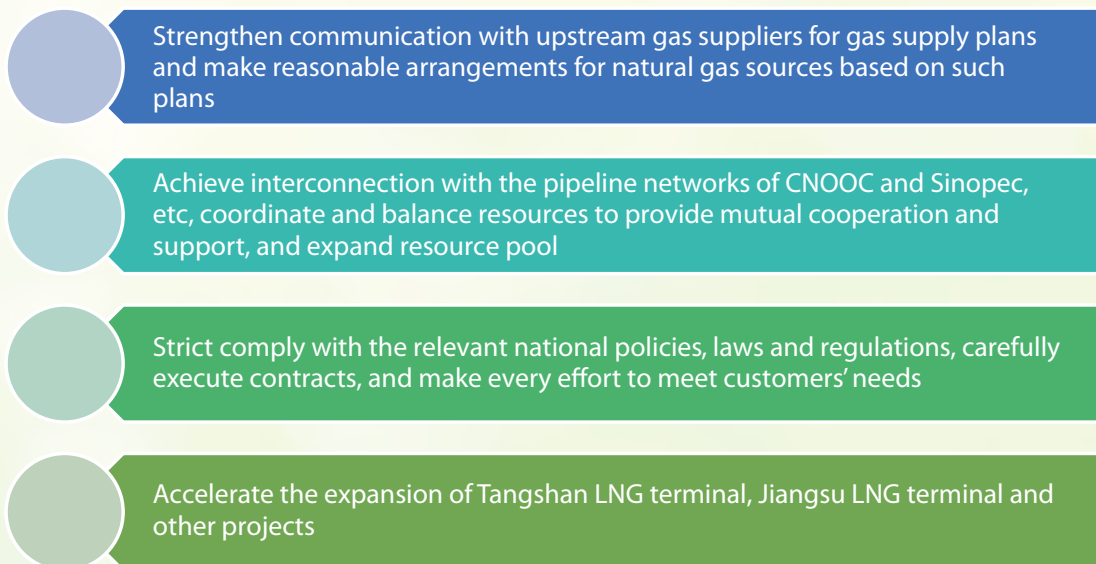 Strengthen communication with upstream gas suppliers for gas supply plans
and make reasonable arrangements for natural gas sources based on such
plans
Achieve interconnection with the pipeline networks of CNOOC and Sinopec,
etc, coordinate and balance resources to provide mutual cooperation and
support, and expand resource pool
Strict comply with the relevant national policies, laws and regulations, carefully
execute contracts, and make every effort to meet customers’ needs
Accelerate the expansion of Tangshan LNG terminal, Jiangsu LNG terminal and
other projects